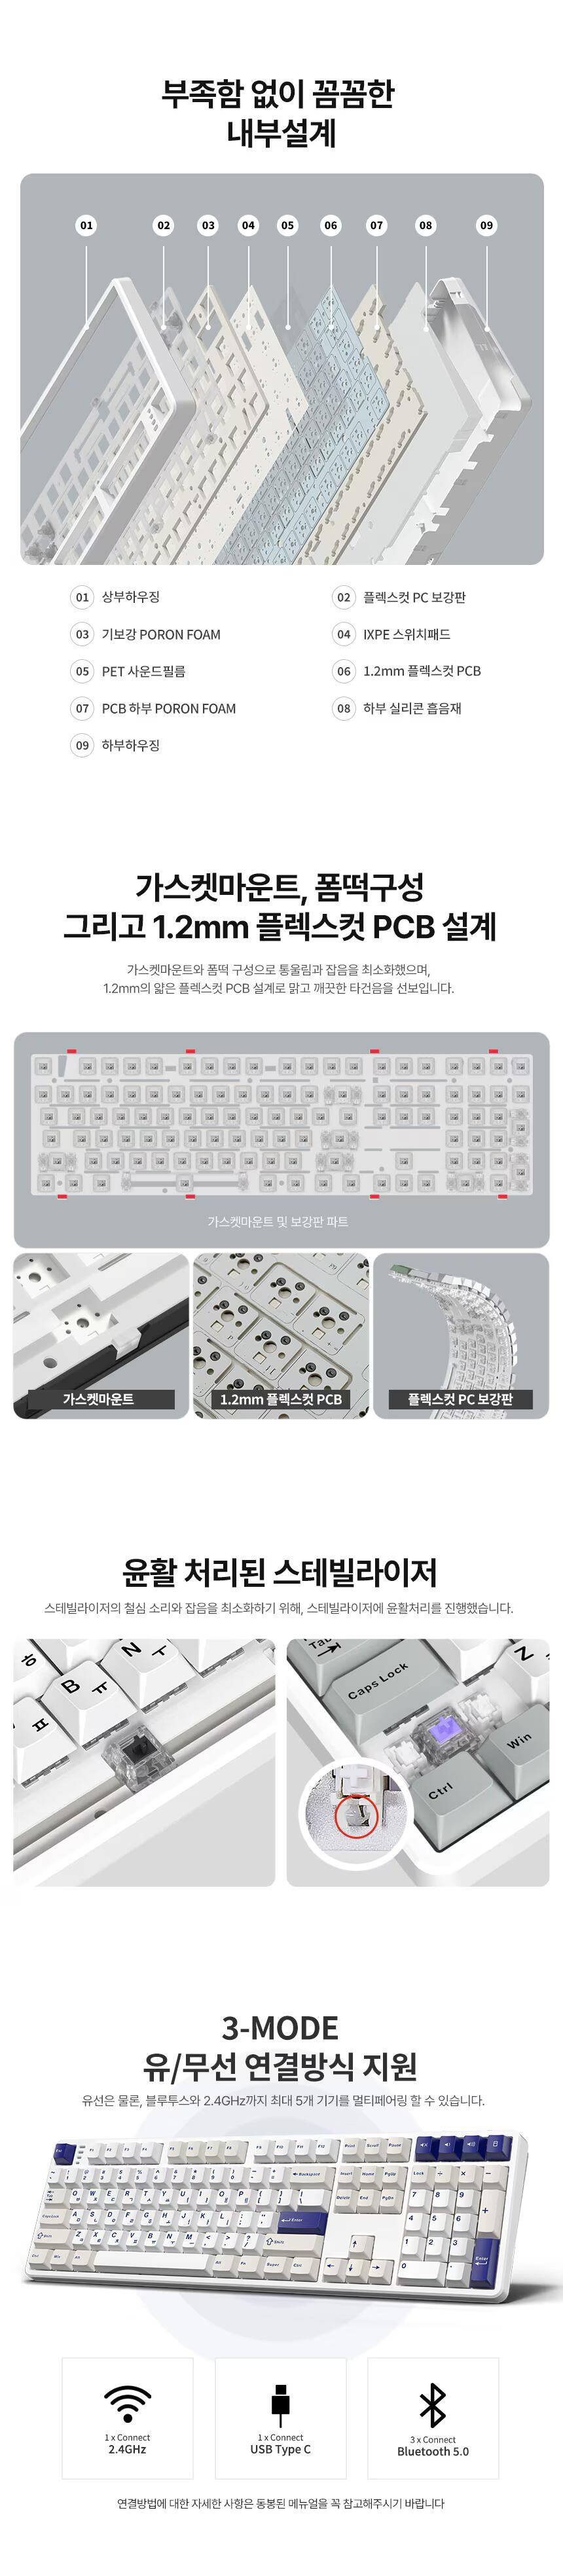 부족함 없이 꼼꼼한
내부설계
01 02 03 04 05 06 07 08 09
01 상부하우징
02 플렉스컷 PC 보강판
03 기보강 PORON FOAM
04 IXPE 스위치패드
05 PET 사운드필름
06 1.2mm 플렉스컷 PCB
07 PCB 하부 PORON FOAM
08 하부 실리콘 흡음재
09 하부하우징
가스켓마운트, 폼떡구성
그리고 1.2mm 플렉스컷 PCB 설계
가스켓마운트와 폼떡 구성으로 통울림과 잡음을 최소화했으며,
1.2mm의 얇은 플렉스컷 PCB 설계로 맑고 깨끗한 타건음을 선보입니다.
가스켓마운트 및 보강판 파트
가스켓마운트
1.2mm 플렉스컷 PCB
플렉스컷 PC 보강판
윤활 처리된 스테빌라이저
스테빌라이저의 철심 소리와 잡음을 최소화하기 위해, 스테빌라이저에 윤활처리를 진행했습니다.
N
B ㅠ
ㅍ
Tab
Caps Lock
Z
Win
Ctrl
3-MODE
유/무선 연결방식 지원
유선은 물론, 블루투스와 2.4GHz까지 최대 5개 기기를 멀티페어링 할 수 있습니다.
1 x Connect
2.4GHz
1 x Connect
USB Type C
3 x Connect
Bluetooth 5.0
연결방법에 대한 자세한 사항은 동봉된 메뉴얼을 꼭 참고해주시기 바랍니다